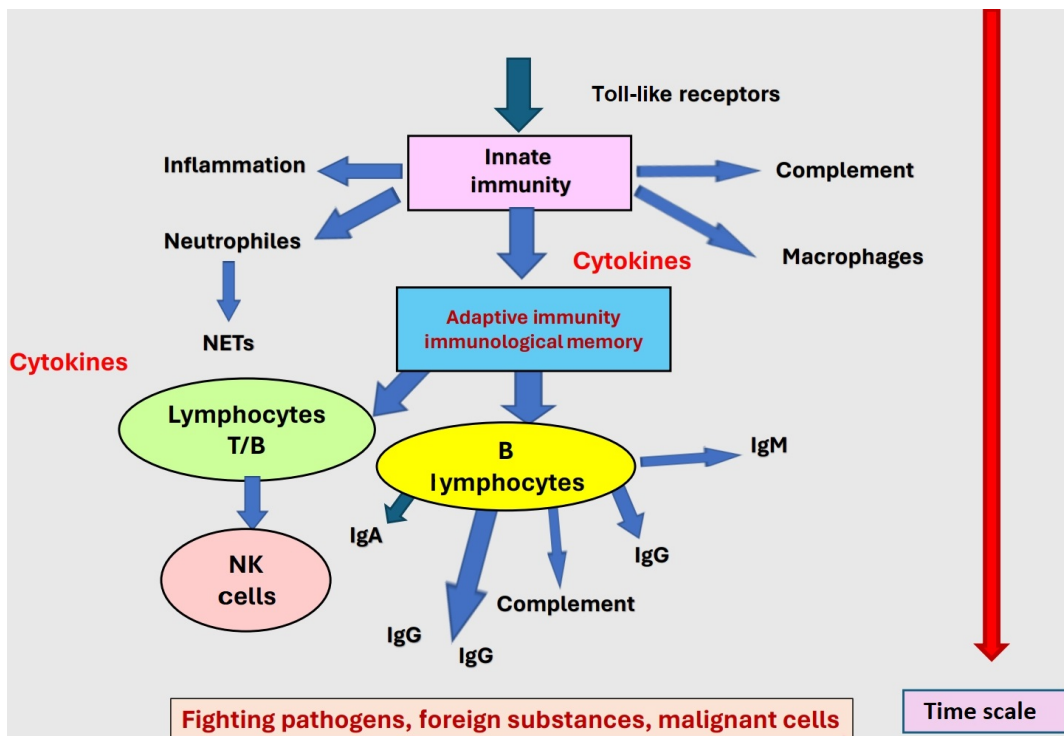 Toll-like receptors
Innate
immunity
Inflammation
Complement
Neutrophiles
Macrophages
Cytokines
Adaptive immunity
immunological memory
NETs
Cytokines
Lymphocytes
T/B
B
lymphocytes
IgM
IgA
IgG
NK
cells
Complement
IgG
IgG
Fighting pathogens, foreign substances, malignant cells
Time scale